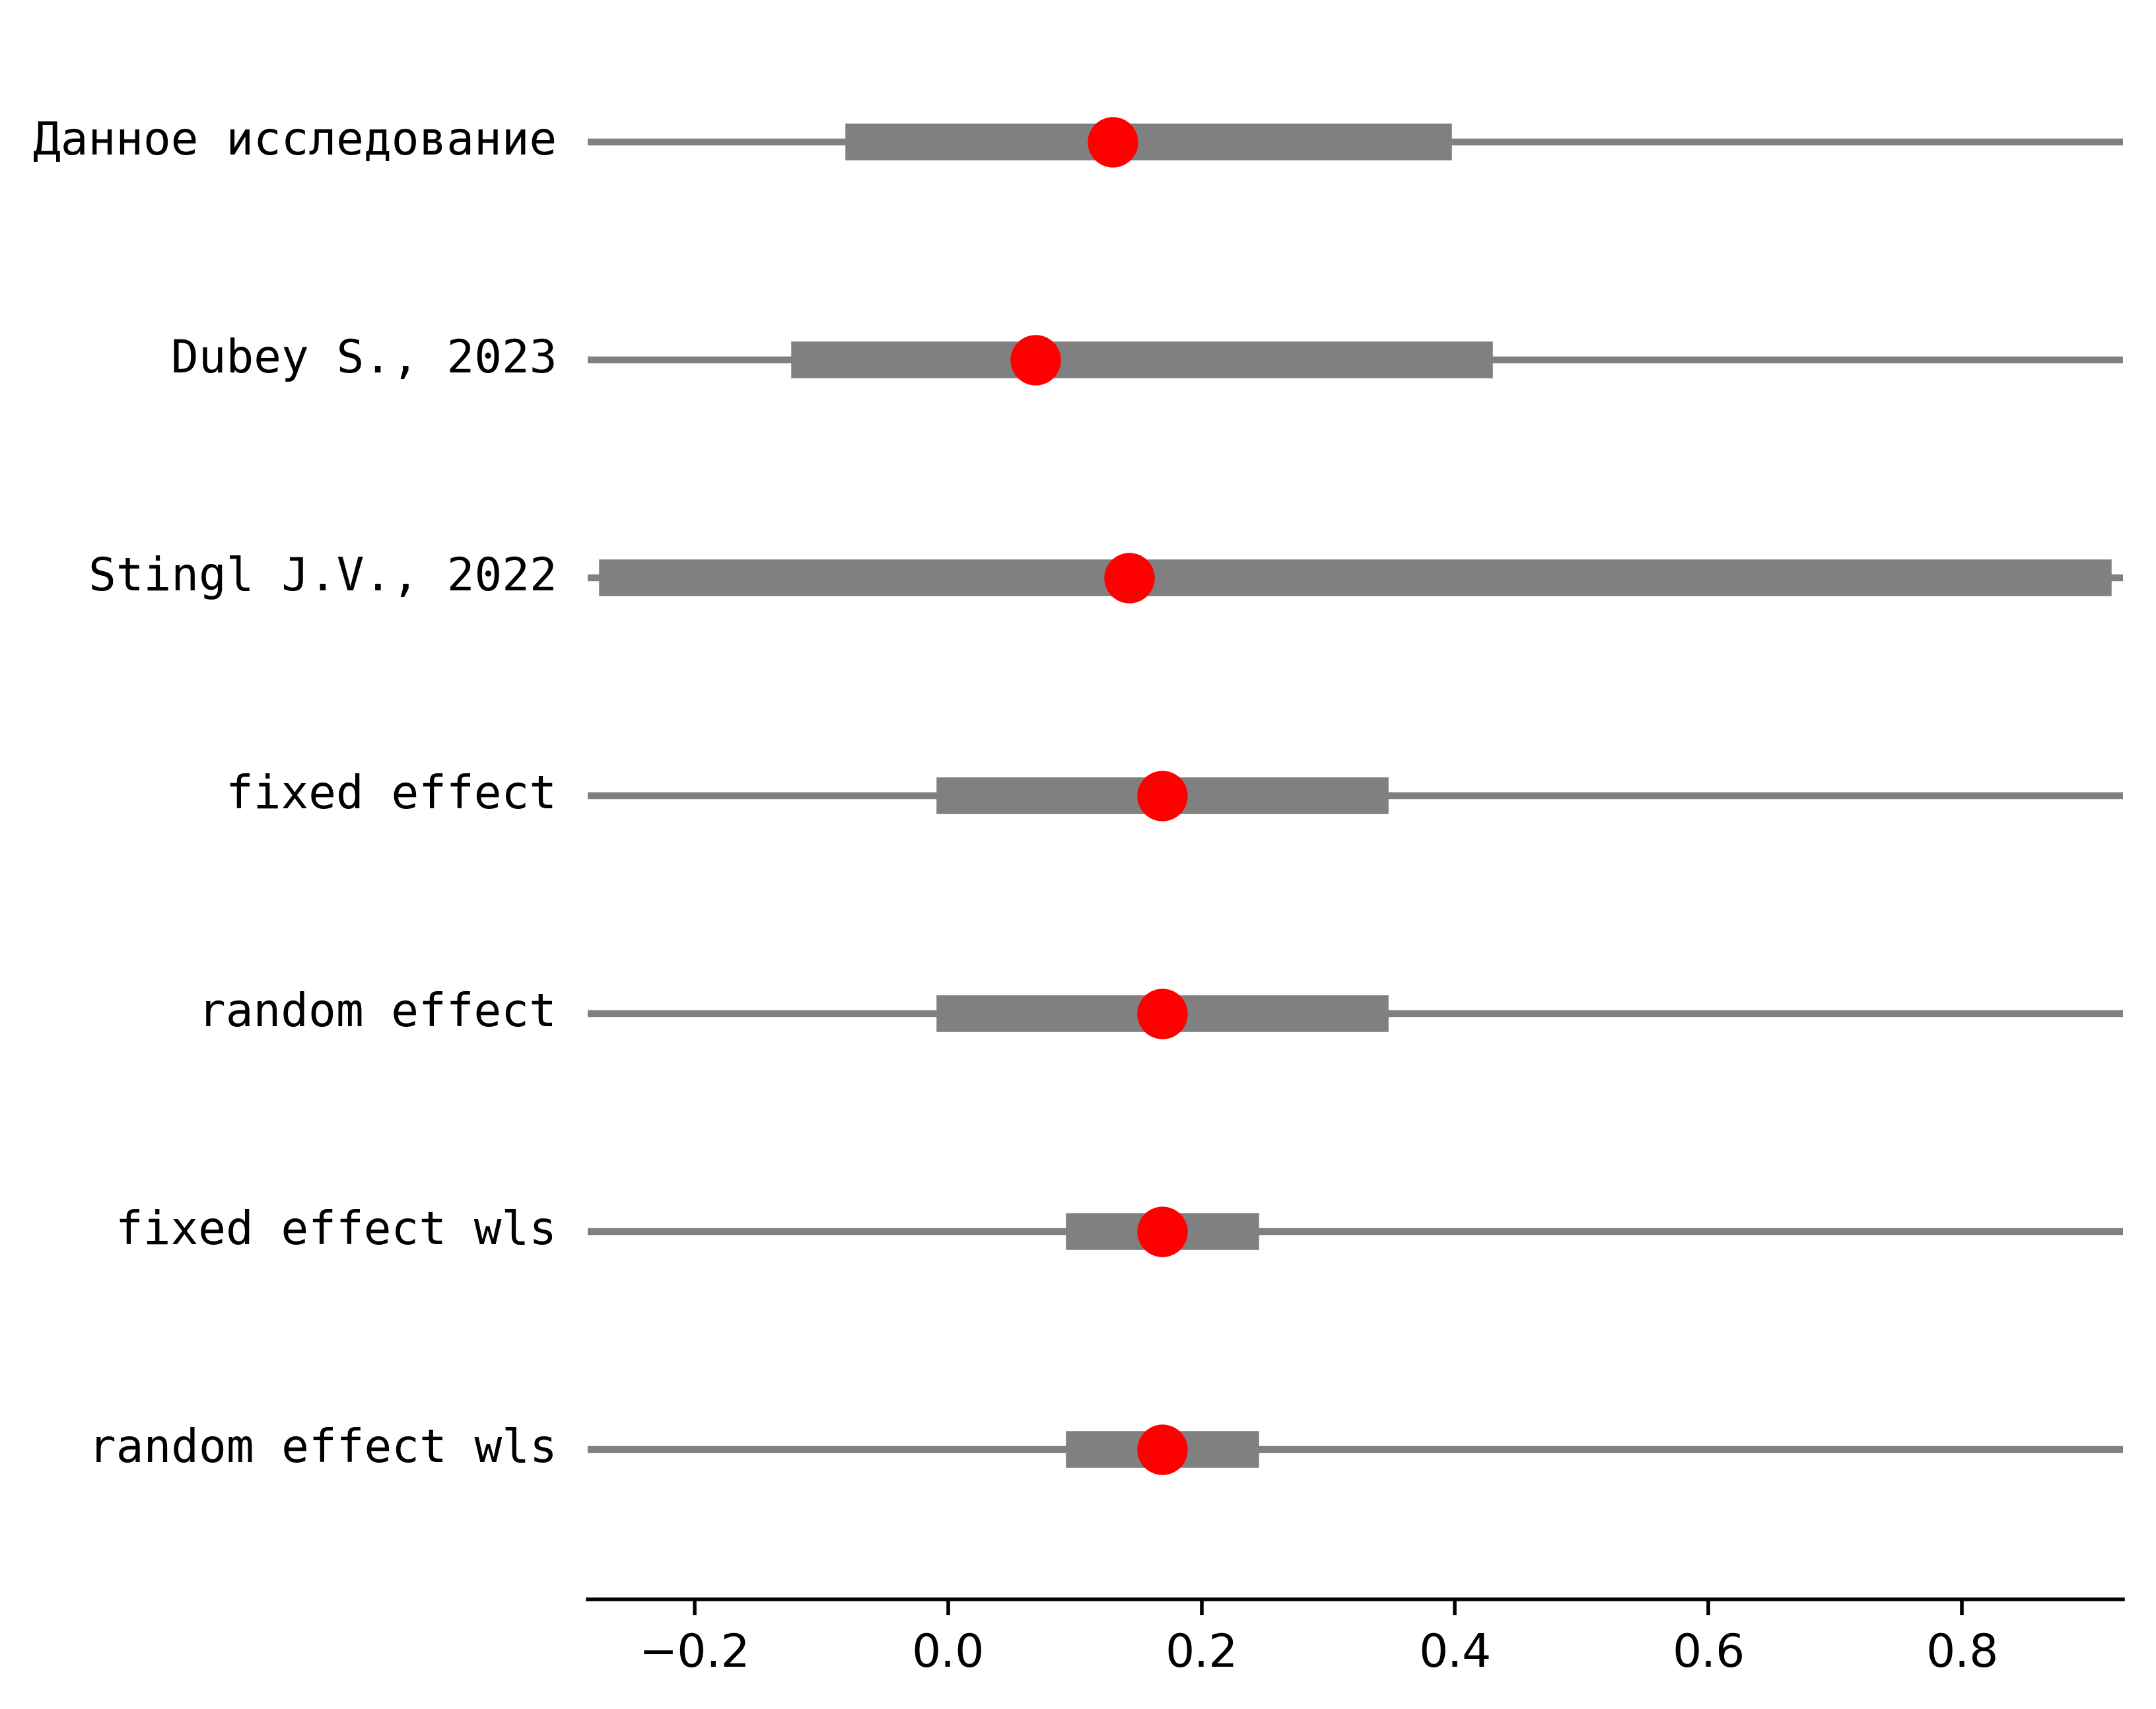 Данное исследование
Dubey S., 2023
Stingl J.V., 2022
fixed effect
random effect
fixed effect wls
random effect wls
−0.2 0.0 0.2 0.4 0.6 0.8